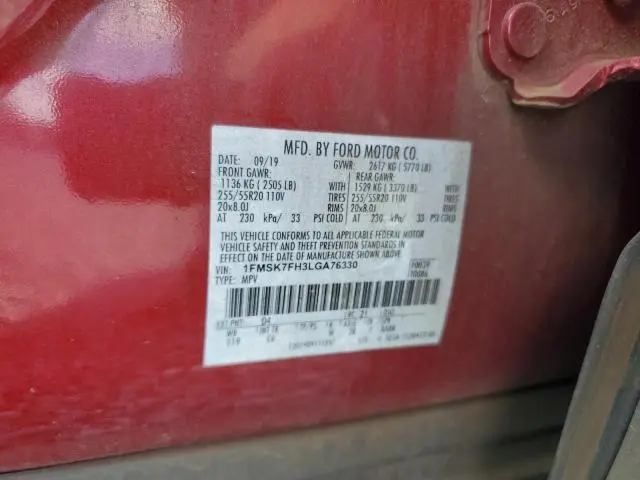 MFD. BY FORD MOTOR CO.
DATE: 09/19 GVWR: 2617 KG ( 5770 LB)
FRONT GAWR: REAR GAWR:
1136 KG ( 2505 LB) 1529 KG ( 3370 LB)
255/55R20 110V TIRES 255/55R20 110V
20x8.0J RIMS 20x8.0J
AT 230 kPa/ 33 PSI COLD AT 230 kPa/ 33 PSI COLD
THIS VEHICLE CONFORMS TO ALL APPLICABLE FEDERAL MOTOR
VEHICLE SAFETY AND THEFT PREVENTION STANDARDS IN
EFFECT ON THE DATE OF MANUFACTURE SHOWN ABOVE.
VIN: 1FMSK7FH3LGA76330
TYPE: MPV
EXT PNT: D4
WB